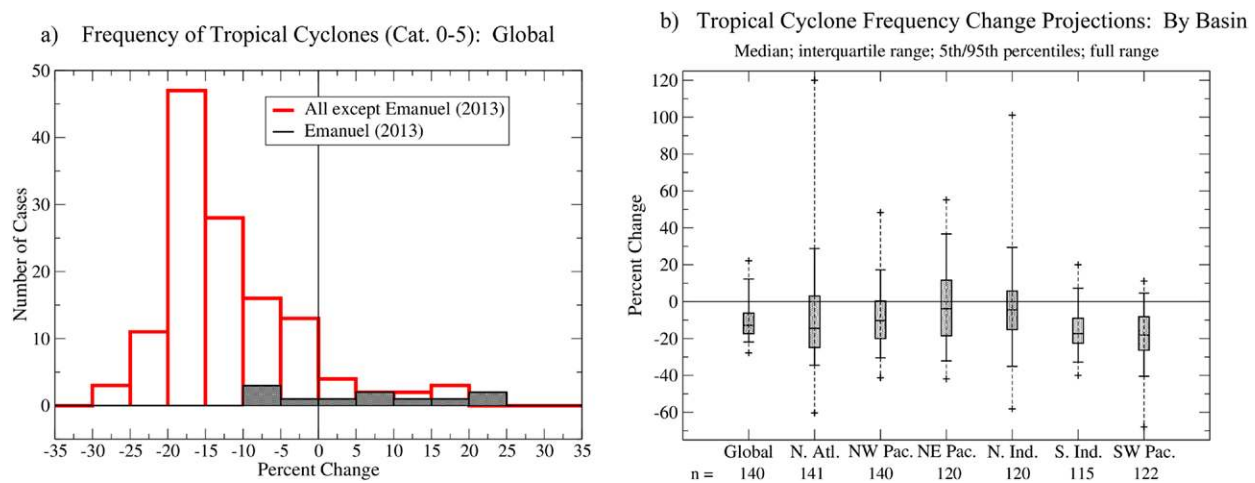 a) Frequency of Tropical Cyclones (Cat. 0-5): Global
50
40
30
20
10
0
Number of Cases
All except Emanuel (2013)
Emanuel (2013)
-35 -30 -25 -20 -15 -10 -5 0 5 10 15 20 25 30 35
Percent Change
b) Tropical Cyclone Frequency Change Projections: By Basin
Median; interquartile range; 5th/95th percentiles; full range
120
100
80
60
40
20
0
-20
-40
-60
Percent Change
Global N. Atl. NW Pac. NE Pac. N. Ind. S. Ind. SW Pac.
n = 140 141 140 120 120 115 122